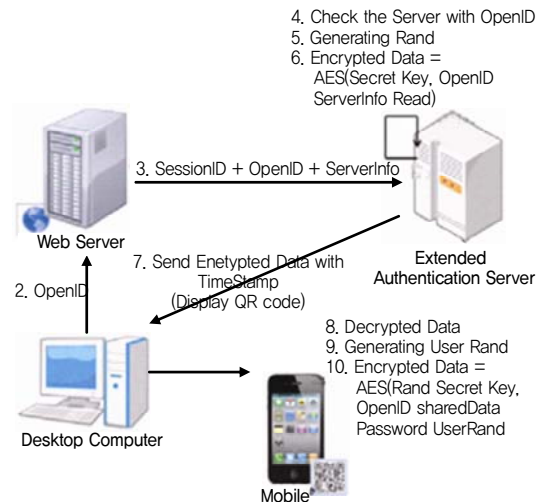 4. Check the Server with OpenID
5. Generating Rand
6. Encrypted Data =
AES(Secret Key, OpenID
ServerInfo Read)
3. SessionID + OpenID + ServerInfo
Web Server
Extended
Authentication Server
7. Send Enetypted Data with
TimeStamp
(Display QR code)
2. OpenID
8. Decrypted Data
9. Generating User Rand
10. Encrypted Data =
AES(Rand Secret Key,
OpenID sharedData
Password UserRand
Desktop Computer
Mobile